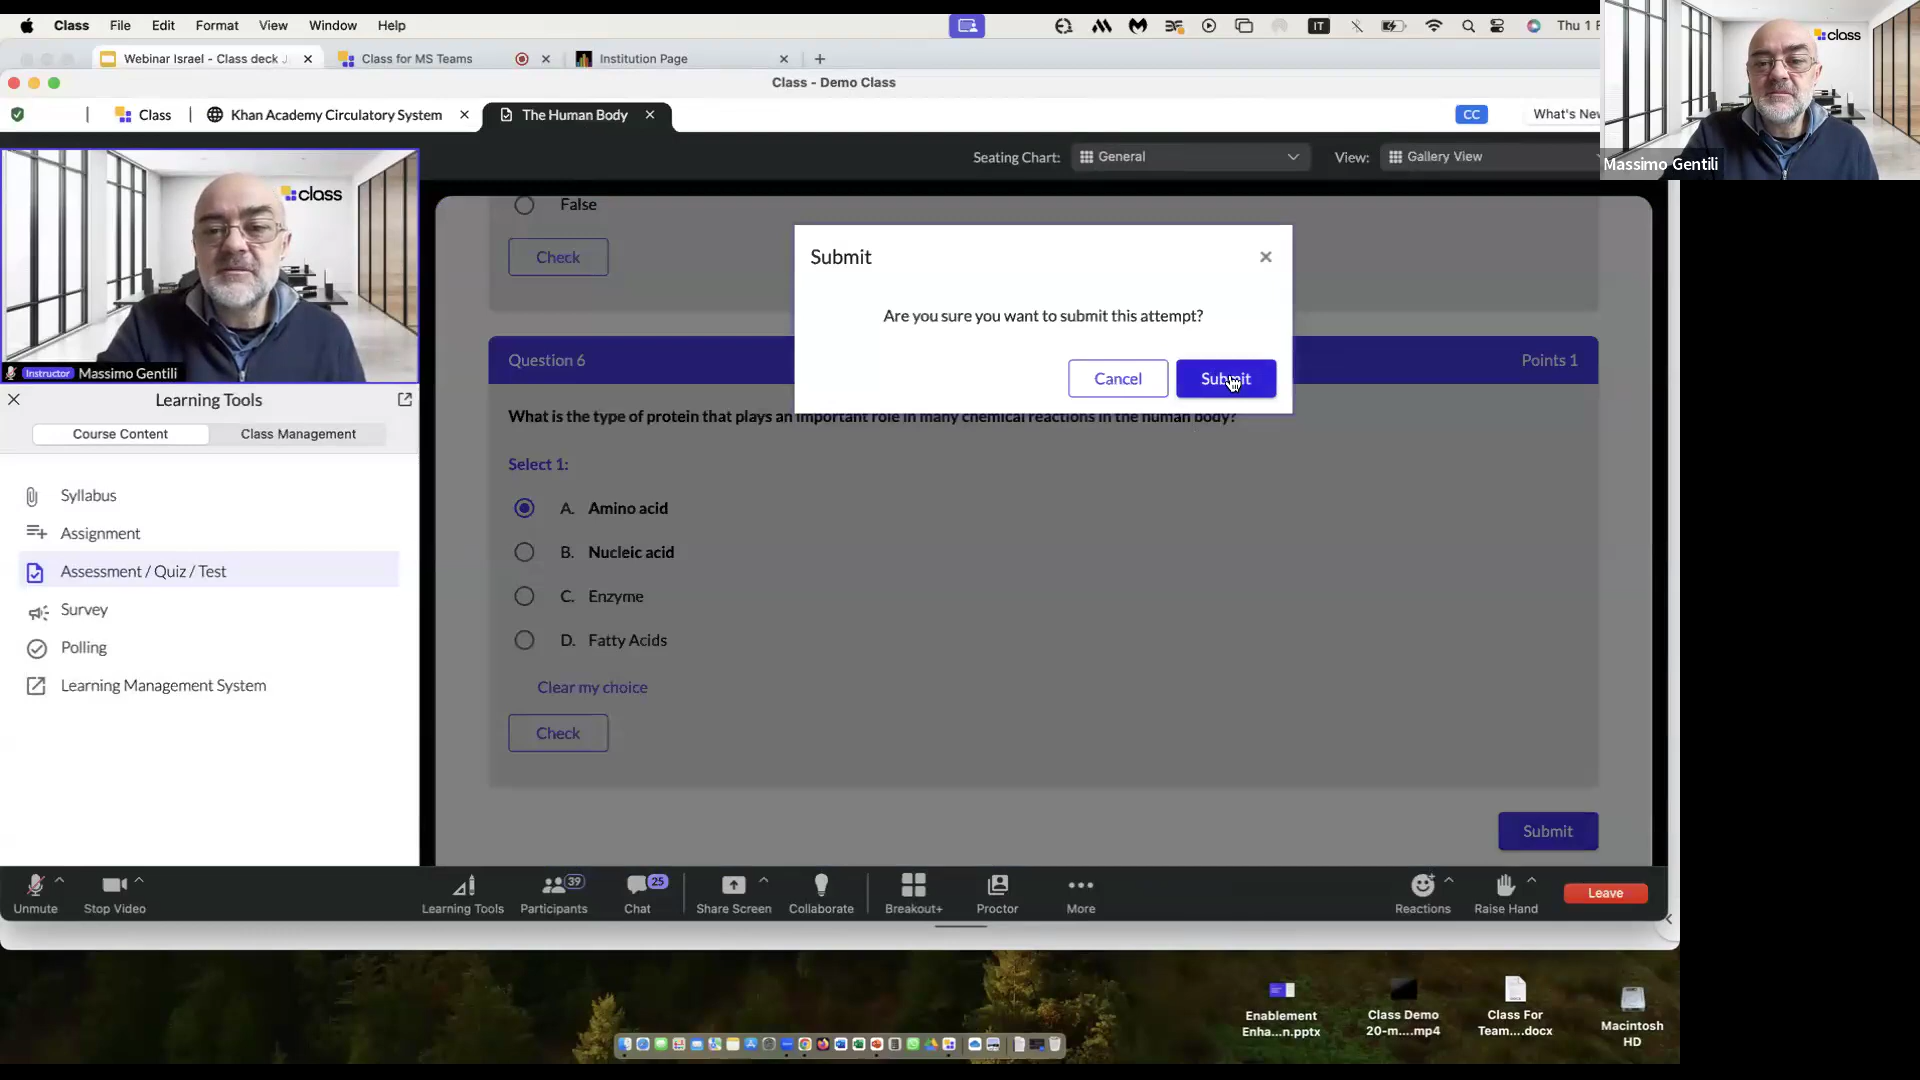 Class File Edit Format View Window Help
IT
Thu 1 F
Webinar Israel - Class deck J
Class for MS Teams
Institution Page
Class - Demo Class
Class
Khan Academy Circulatory System
The Human Body
CC
What's New
class
Massimo Gentili
Seating Chart:
General
View:
Gallery View
class
Instructor Massimo Gentili
Learning Tools
Course Content
Class Management
Syllabus
Assignment
Assessment / Quiz / Test
Survey
Polling
Learning Management System
False
Check
Submit
Are you sure you want to submit this attempt?
Cancel
Submit
Question 6
Points 1
What is the type of protein that plays an important role in many chemical reactions in the human body?
Select 1:
A. Amino acid
B. Nucleic acid
C. Enzyme
D. Fatty Acids
Clear my choice
Check
Submit
Unmute
Stop Video
Learning Tools
39
Participants
25
Chat
Share Screen
Collaborate
Breakout+
Proctor
More
Reactions
Raise Hand
Leave
Enablement
Enha...n.pptx
Class Demo
20-m....mp4
Class For
Team....docx
Macintosh
HD